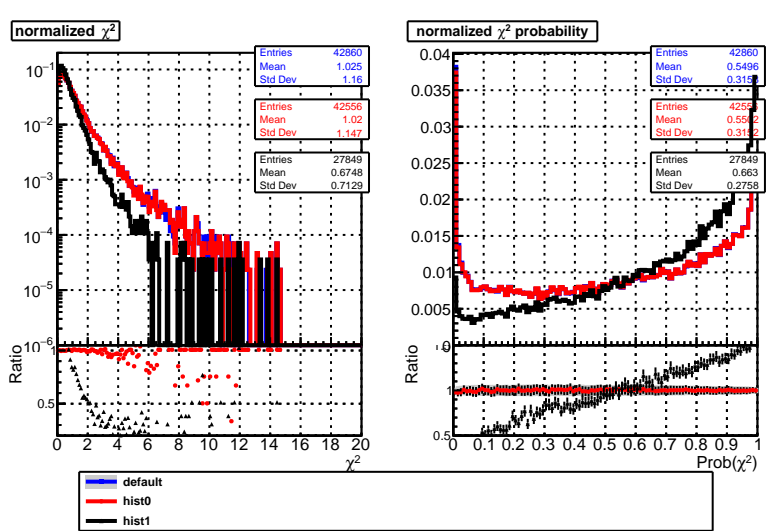 normalized χ²
Entries 42860
Mean 1.025
Std Dev 1.16
Entries 42556
Mean 1.02
Std Dev 1.147
Entries 27849
Mean 0.6748
Std Dev 0.7129
10⁻¹
10⁻²
10⁻³
10⁻⁴
10⁻⁵
10⁻⁶
Ratio
1
0.5
0 2 4 6 8 10 12 14 16 18 20
χ²
normalized χ² probability
Entries 42860
Mean 0.5496
Std Dev
Entries
Mean
Std Dev
Entries 27849
Mean 0.663
Std Dev 0.2758
0.04
0.035
0.03
0.025
0.02
0.015
0.01
0.005
0
Ratio
1
0.5
0 0.1 0.2 0.3 0.4 0.5 0.6 0.7 0.8 0.9 1
Prob(χ²)
default
hist0
hist1